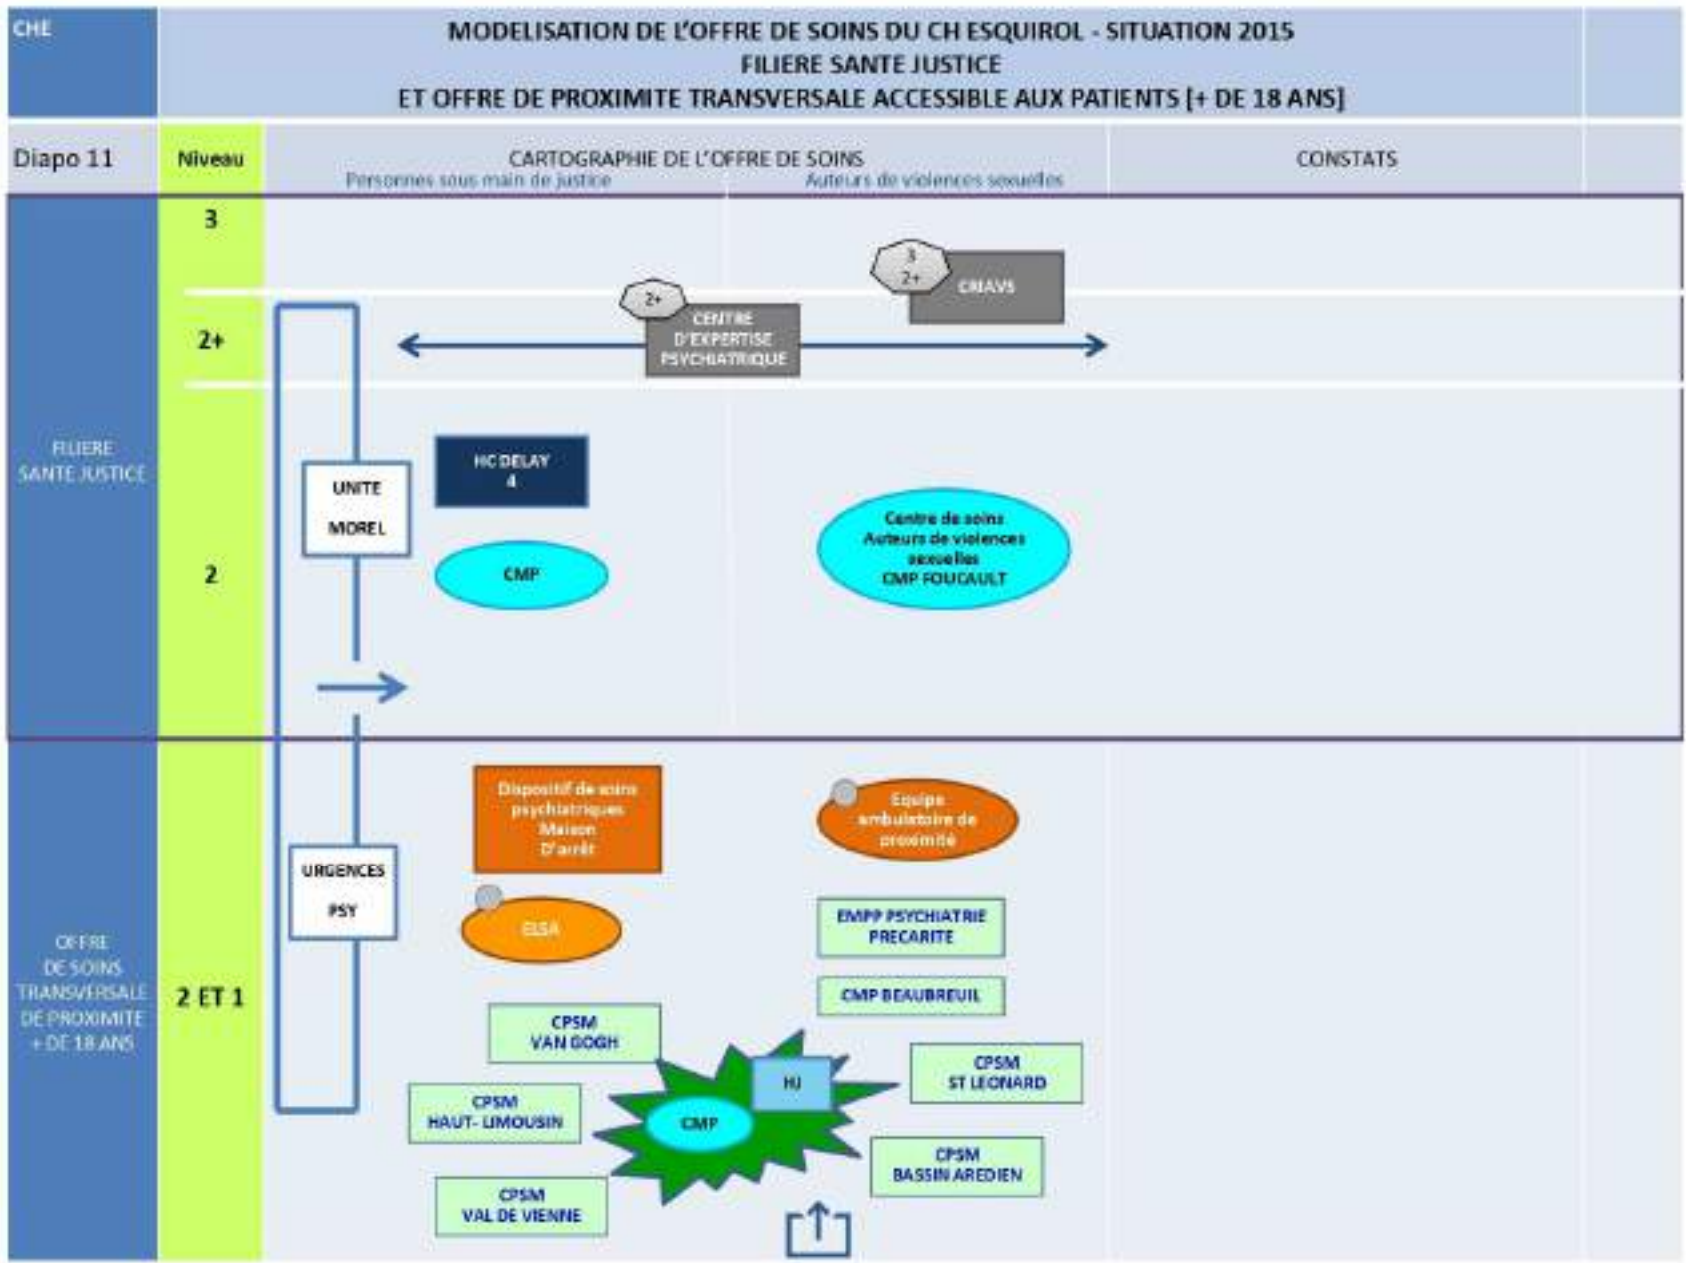 CHE
MODELISATION DE L'OFFRE DE SOINS DU CH ESQUIROL - SITUATION 2015
FILIERE SANTE JUSTICE
ET OFFRE DE PROXIMITE TRANSVERSALE ACCESSIBLE AUX PATIENTS [+ DE 18 ANS]
Diapo 11
Niveau
CARTOGRAPHIE DE L'OFFRE DE SOINS
CONSTATS
Personnes sous main de justice
Auteurs de violences sexuelles
FILIERE
SANTE JUSTICE
3
3
2+
CRIAVS
2+
2+
CENTRE
D'EXPERTISE
PSYCHIATRIQUE
2
UNITE
MOREL
HC DELAY
4
CMP
Centre de soins
Auteurs de violences
sexuelles
CMP FOUCAULT
OFFRE
DE SOINS
TRANSVERSALE
DE PROXIMITE
+ DE 18 ANS
2 ET 1
URGENCES
PSY
Dispositif de soins
psychiatriques
Maison
D'arrêt
Equipe
ambulatoire de
proximité
ELSA
EMPP PSYCHIATRIE
PRECARITE
CMP BEAUBREUIL
CPSM
VAN GOGH
HJ
CPSM
ST LEONARD
CPSM
HAUT- LIMOUSIN
CMP
CPSM
BASSIN AREDIEN
CPSM
VAL DE VIENNE